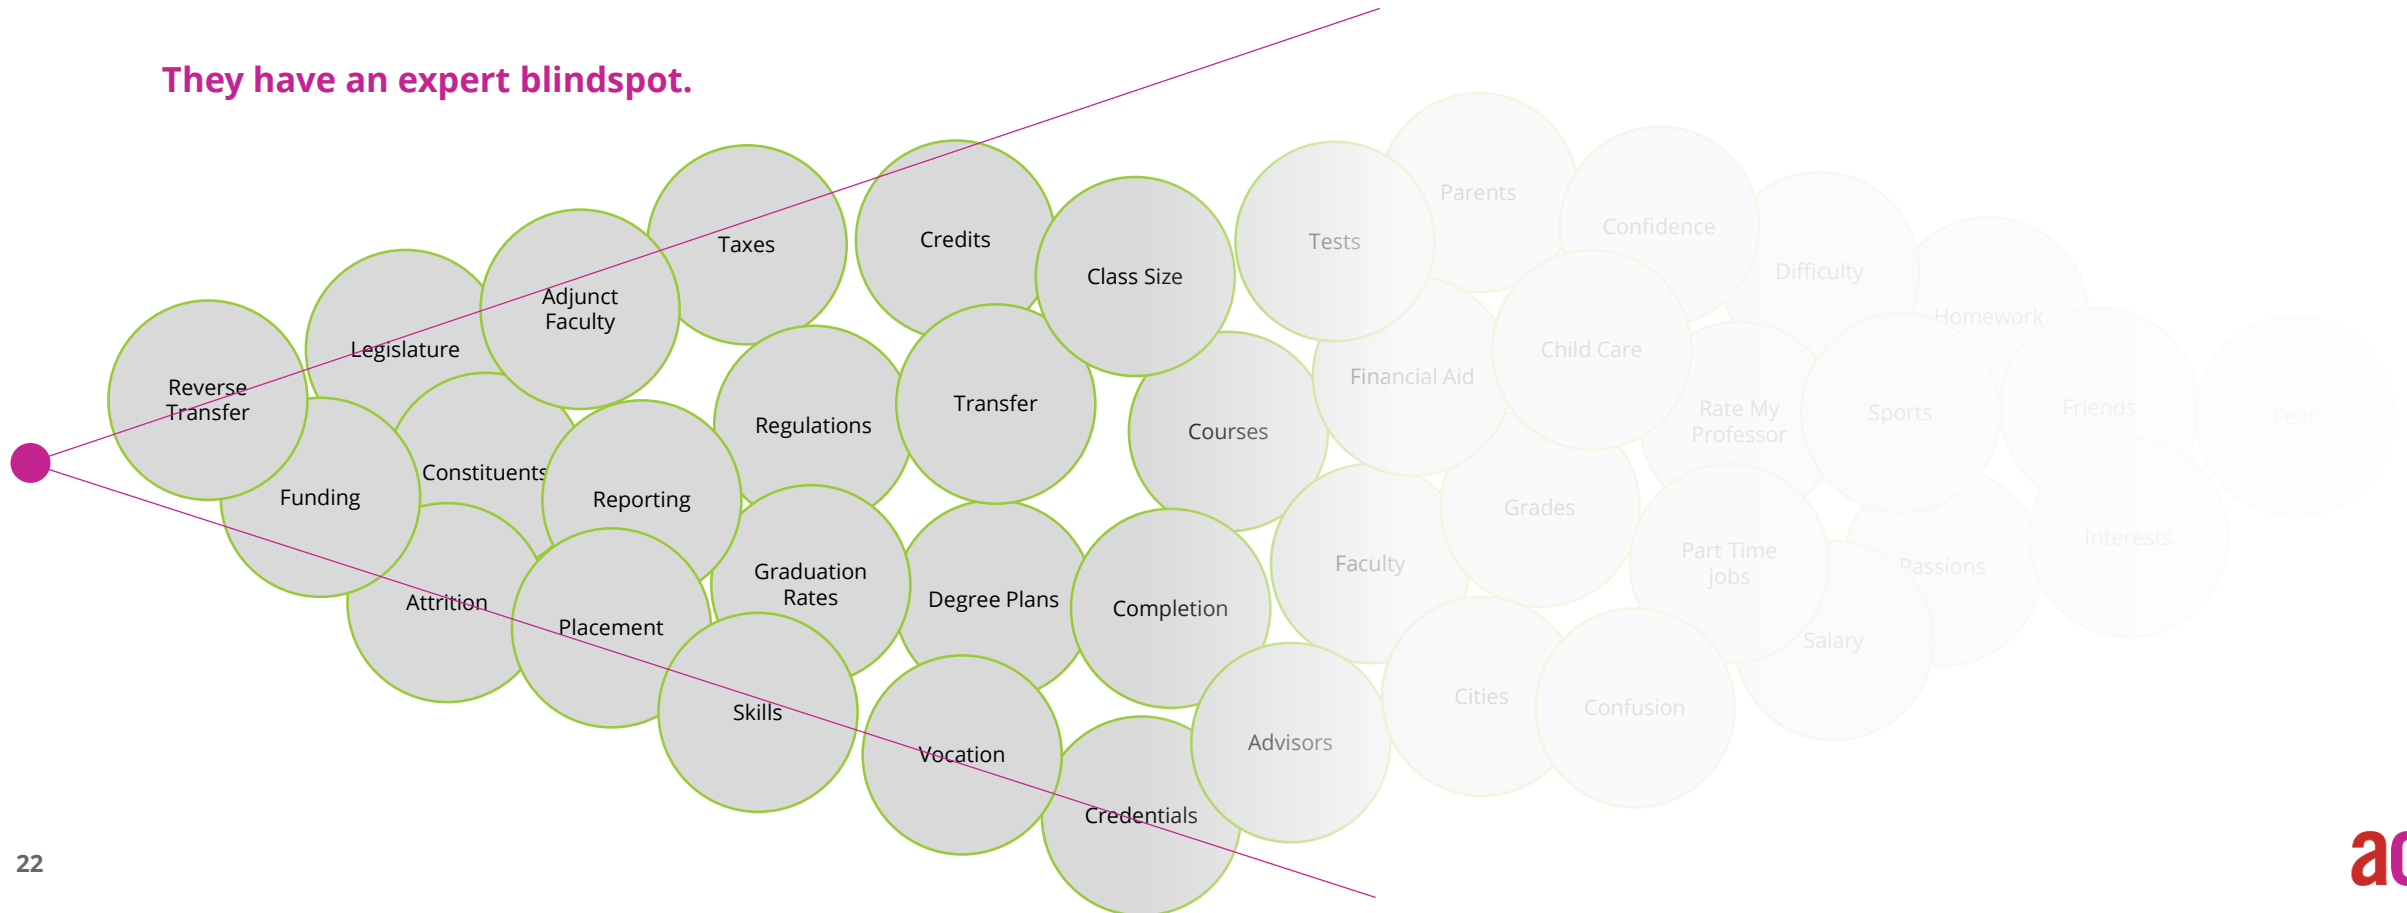 They have an expert blindspot.
Parents
Confidence
Taxes
Credits
Tests
Class Size
Difficulty
Adjunct
Faculty
Homework
Legislature
Child Care
Reverse
Transfer
Financial Aid
Transfer
Rate My
Professor
Sports
Friends
Fear
Regulations
Courses
Constituents
Funding
Reporting
Grades
Interests
Graduation
Rates
Faculty
Part Time
jobs
Passions
Attrition
Degree Plans
Completion
Placement
Salary
Skills
Cities
Confusion
Vocation
Advisors
Credentials
22